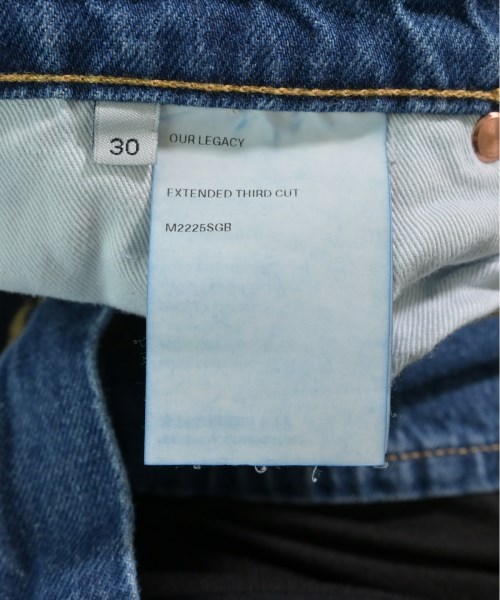 30
OUR LEGACY
EXTENDED THIRD CUT
M2225SGB